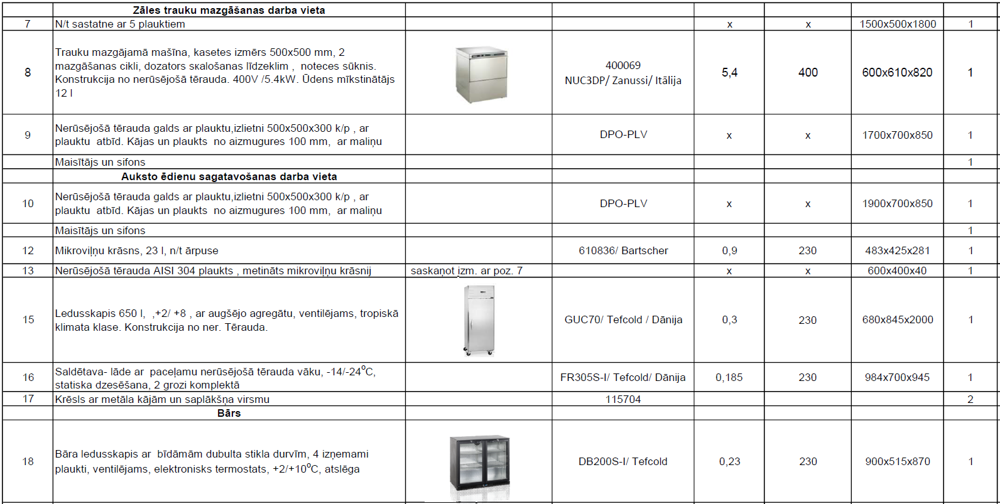 Zāles trauku mazgāšanas darba vieta
7 N/t sastatne ar 5 plauktiem x x 1500x500x1800 1
8 Trauku mazgājamā mašīna, kasetes izmērs 500x500 mm, 2
mazgāšanas cikli, dozators sкalošanas līdzeklim , noteces sūknis.
Konstrukcija no nerūsējošā tērauda. 400V /5.4kW. Ūdens mīkstinātājs
12 l
400069
NUC3DP/ Zanussi/ Itālija
5,4 400 600x610x820 1
9 Nerūsējošā tērauda galds ar plauktu,izlietni 500x500x300 k/p , ar
plauktu atbīd. Kājas un plaukts no aizmugures 100 mm, ar maliņu
DPO-PLV x x 1700x700x850 1
Maisītājs un sifons 1
Auksto ēdienu sagatavošanas darba vieta
10 Nerūsējošā tērauda galds ar plauktu,izlietni 500x500x300 k/p , ar
plauktu atbīd. Kājas un plaukts no aizmugures 100 mm, ar maliņu
DPO-PLV x x 1900x700x850 1
Maisītājs un sifons 1
12 Mikroviļņu krāsns, 23 l, n/t ārpuse 610836/ Bartscher 0,9 230 483x425x281 1
13 Nerūsējošā tērauda AISI 304 plaukts , metināts mikroviļņu krāsnij saskaņot izm. ar poz. 7 x x 600x400x40 1
15 Ledusskapis 650 l, ,+2/ +8 , ar augšējo agregātu, ventilējams, tropiskā
klimata klase. Konstrukcija no ner. Tērauda.
GUC70/ Tefcold / Dānija 0,3 230 680x845x2000 1
16 Saldētava- lāde ar paceļamu nerūsējošā tērauda vāku, -14/-24⁰C,
statiska dzesēšana, 2 grozi komplektā
FR305S-I/ Tefcold/ Dānija 0,185 230 984x700x945 1
17 Krēsls ar metāla kājām un saplākšņa virsmu 115704 2
Bārs
18 Bāra ledusskapis ar bīdāmām dubulta stikla durvīm, 4 izņemami
plaukti, ventilējams, elektronisks termostats, +2/+10⁰C, atslēga
DB200S-I/ Tefcold 0,23 230 900x515x870 1